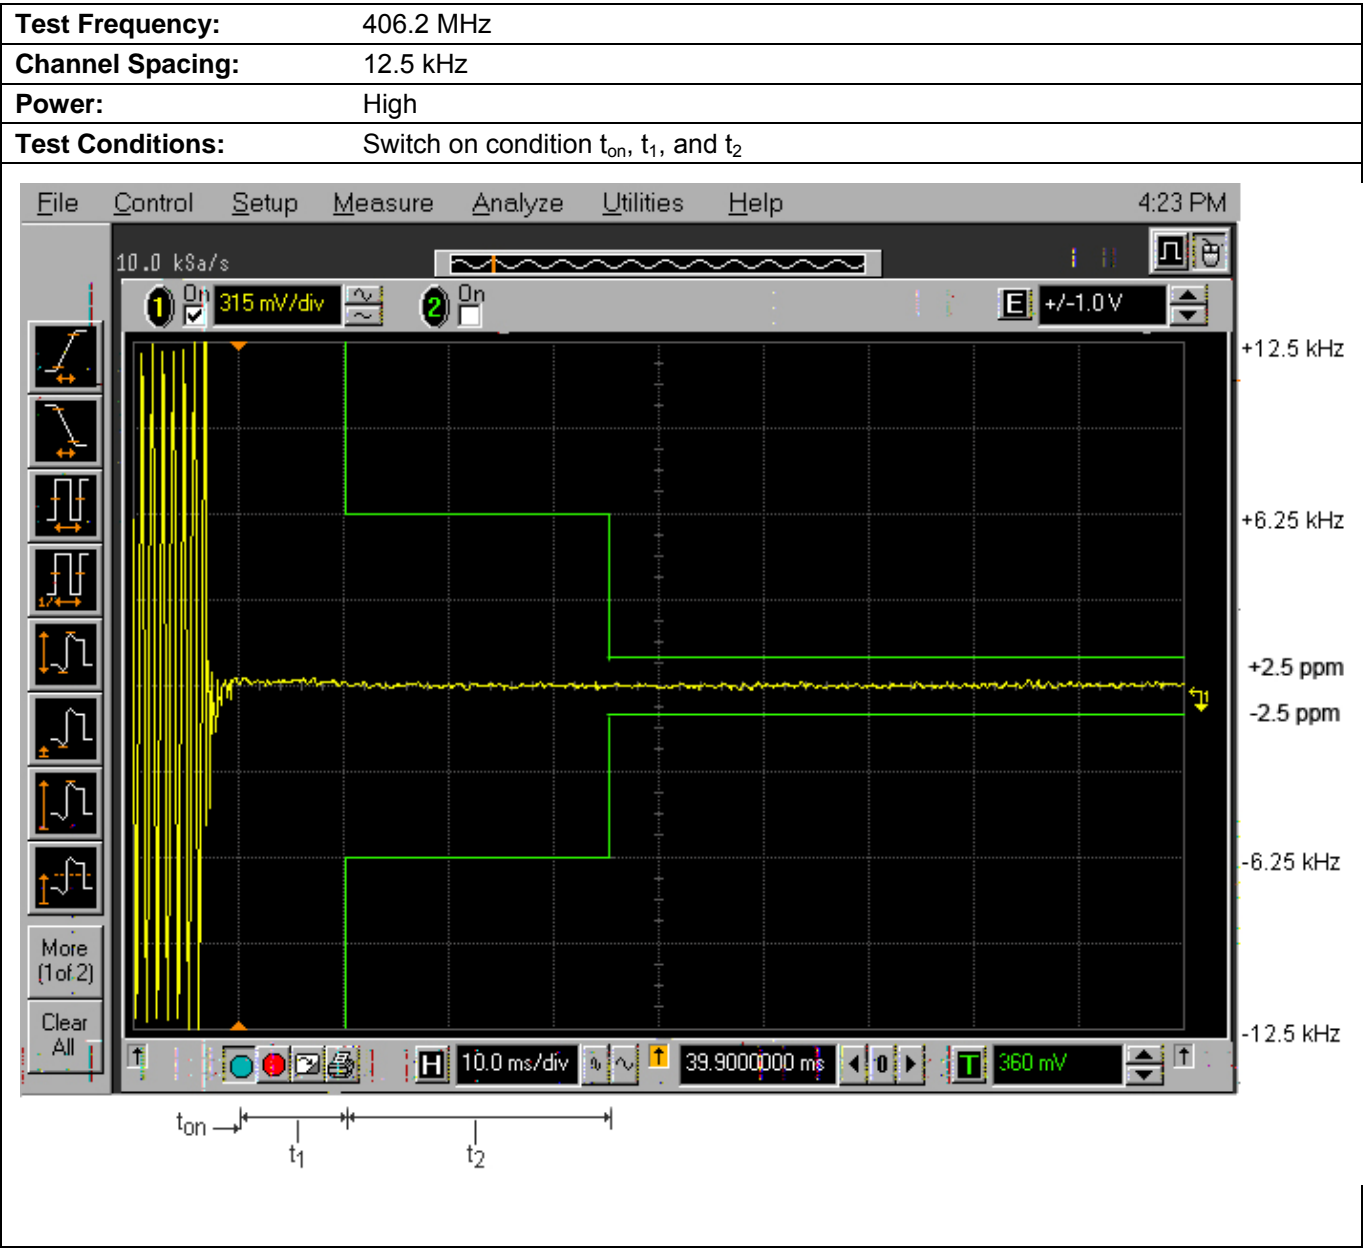 Test Frequency: 406.2 MHz
Channel Spacing: 12.5 kHz
Power: High
Test Conditions: Switch on condition ton, t1, and t2
File Control Setup Measure Analyze Utilities Help 4:23 PM
10.0 kSa/s
1 On 315 mV/div 2 On E +/-1.0 V
+12.5 kHz
+6.25 kHz
+2.5 ppm
-2.5 ppm
-6.25 kHz
-12.5 kHz
1/
1
More
(1 of 2)
Clear
All
H 10.0 ms/div 39.9000000 ms 0 T 360 mV
ton t1 t2